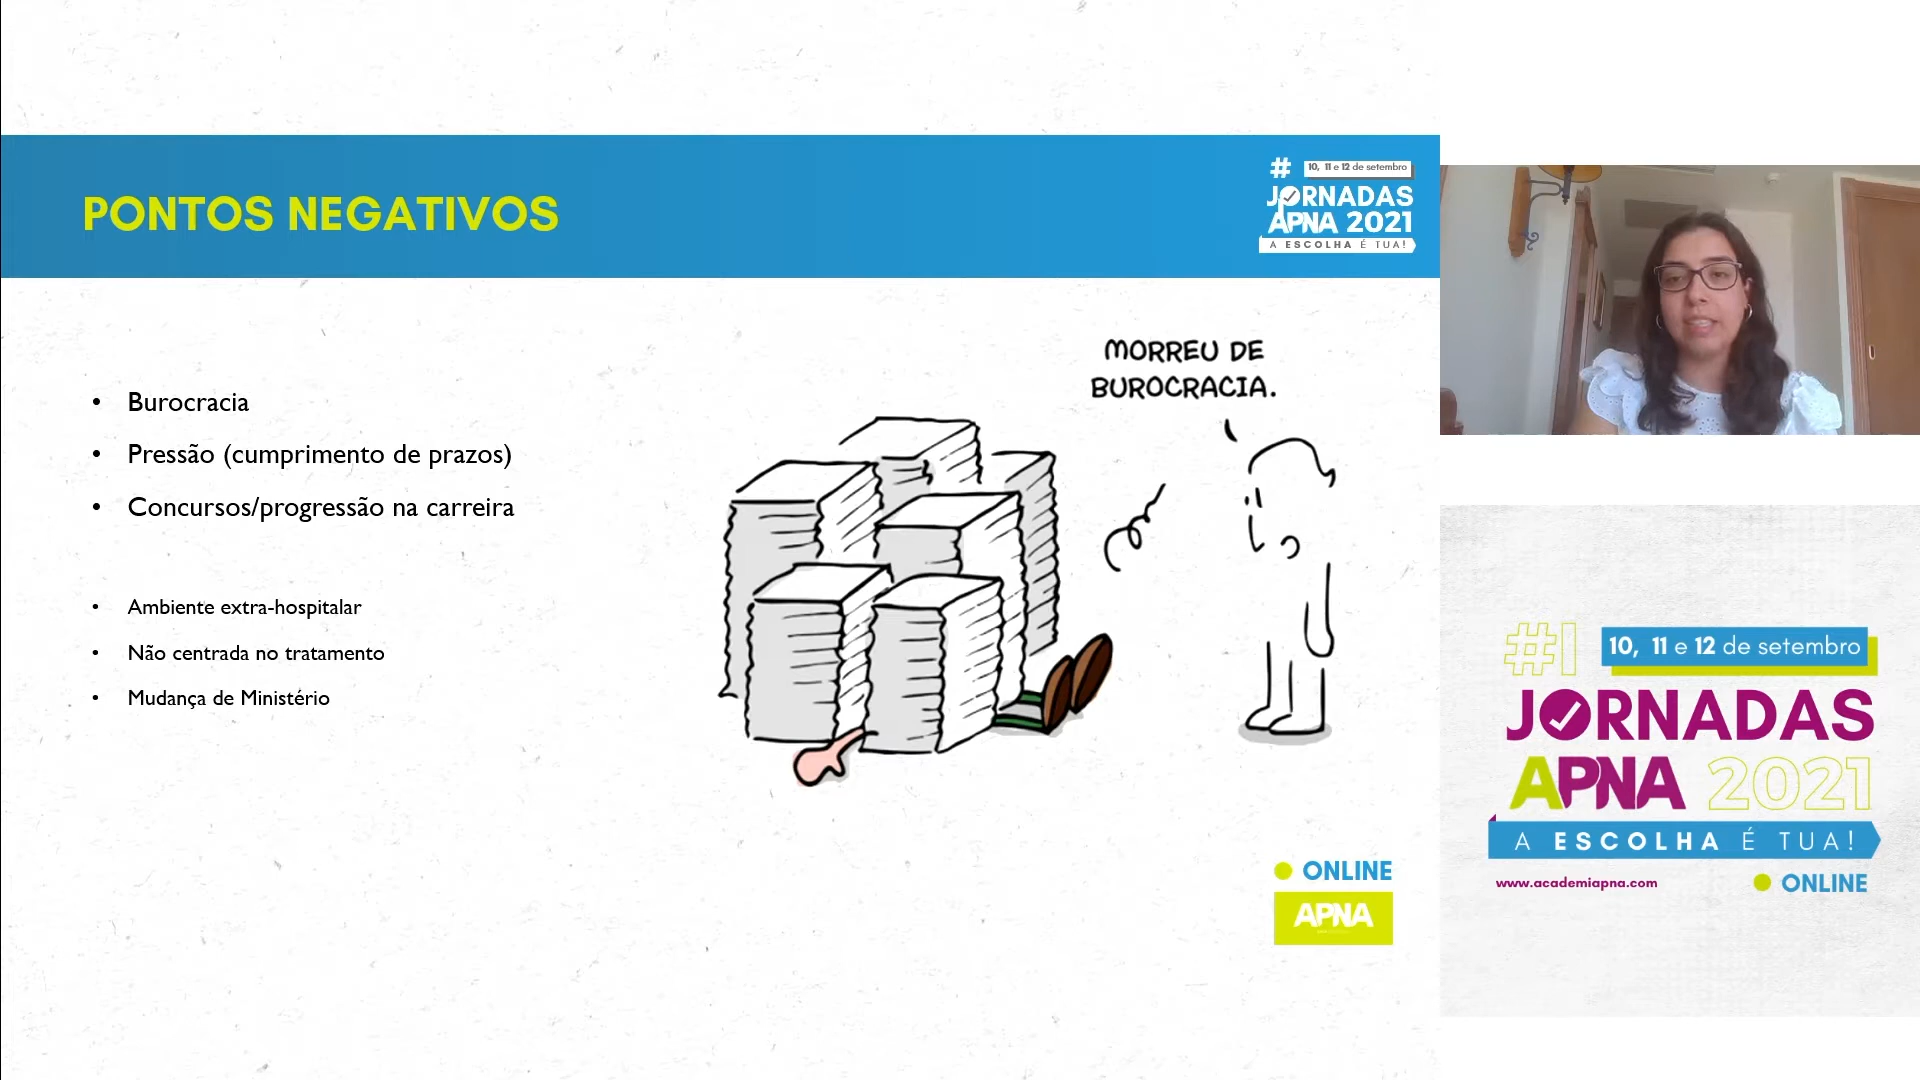 PONTOS NEGATIVOS
# 10, 11 e 12 de setembro
JORNADAS
APNA 2021
A ESCOLHA É TUA!
• Burocracia
• Pressão (cumprimento de prazos)
• Concursos/progressão na carreira
• Ambiente extra-hospitalar
• Não centrada no tratamento
• Mudança de Ministério
MORREU DE
BUROCRACIA.
ONLINE
APNA
#1 10, 11 e 12 de setembro
JORNADAS
APNA 2021
A ESCOLHA É TUA!
www.academiapna.com
ONLINE